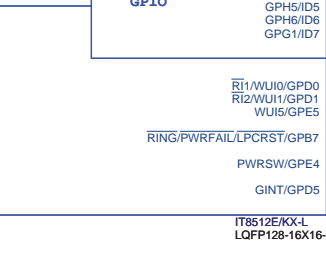 GPIO
GPH5/ID5
GPH6/ID6
GPG1/ID7
RI1/WUI0/GPD0
RI2/WUI1/GPD1
WUI5/GPE5
RING/PWRFAIL/LPCRST/GPB7
PWRSW/GPE4
GINT/GPD5
IT8512E/KX-L
LQFP128-16X16-